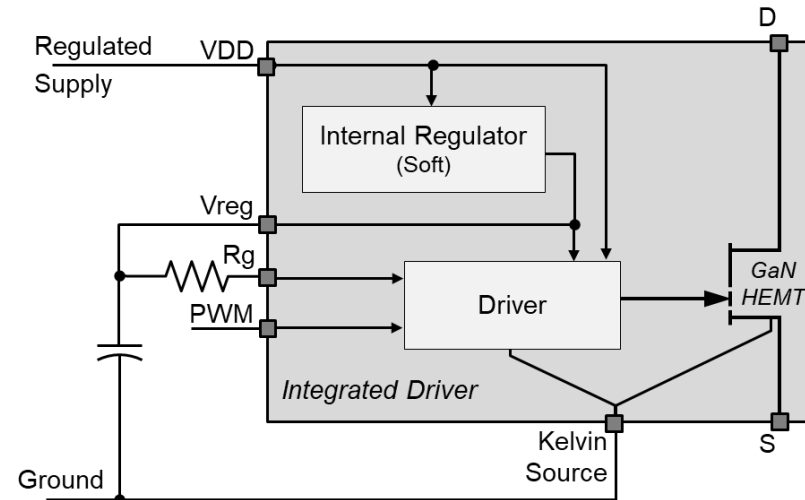 D
Regulated
Supply
VDD
Internal Regulator
(Soft)
Vreg
Rg
GaN
HEMT
Driver
PWM
Integrated Driver
Kelvin
Source
S
Ground